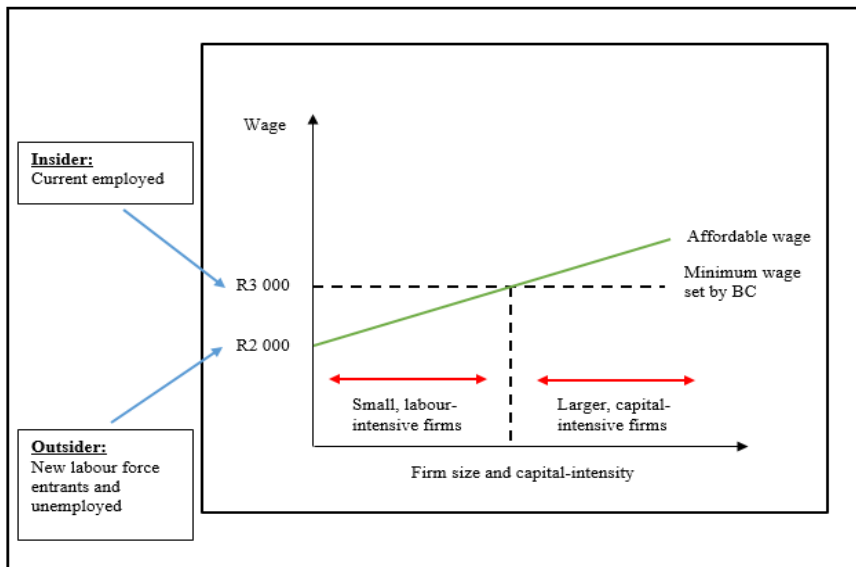 Wage
Insider:
Current employed
Affordable wage
R3 000
Minimum wage
set by BC
R2 000
Small, labour-
intensive firms
Larger, capital-
intensive firms
Outsider:
New labour force
entrants and
unemployed
Firm size and capital-intensity